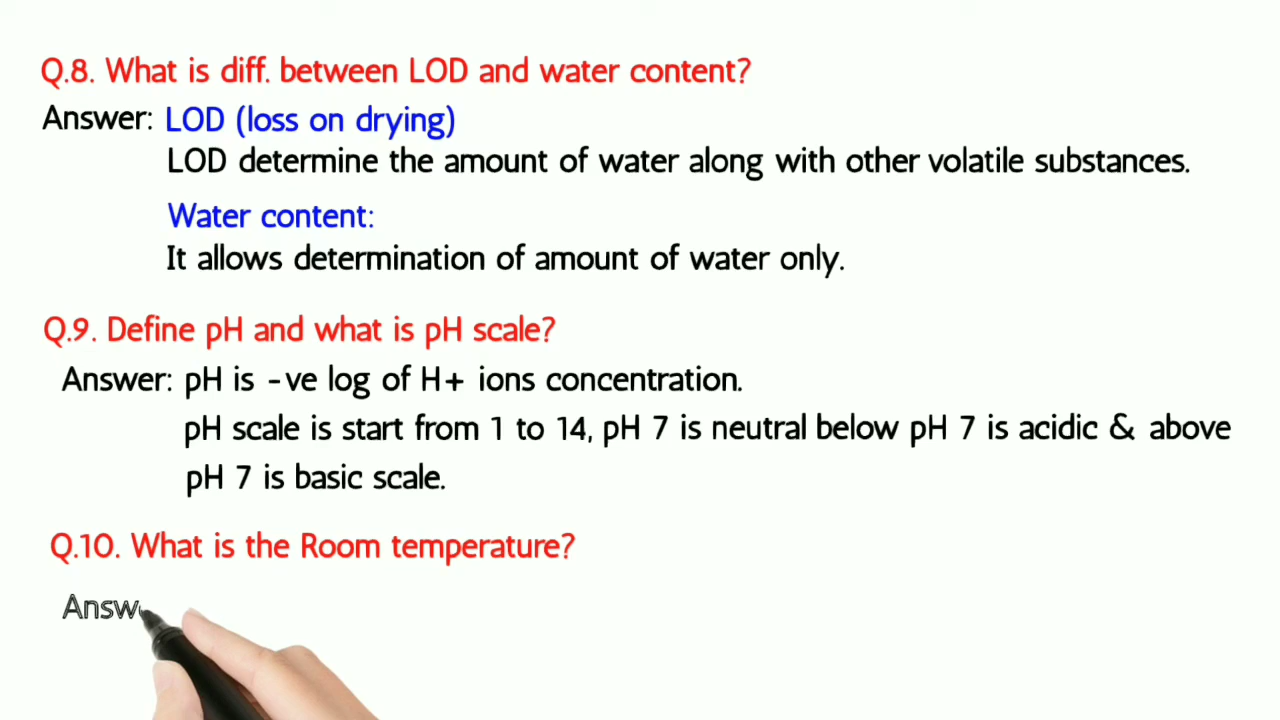 Q.8. What is diff. between LOD and water content?
Answer: LOD (loss on drying)
LOD determine the amount of water along with other volatile substances.
Water content:
It allows determination of amount of water only.
Q.9. Define pH and what is pH scale?
Answer: pH is -ve log of H+ ions concentration.
pH scale is start from 1 to 14, pH 7 is neutral below pH 7 is acidic & above
pH 7 is basic scale.
Q.10. What is the Room temperature?
Answ